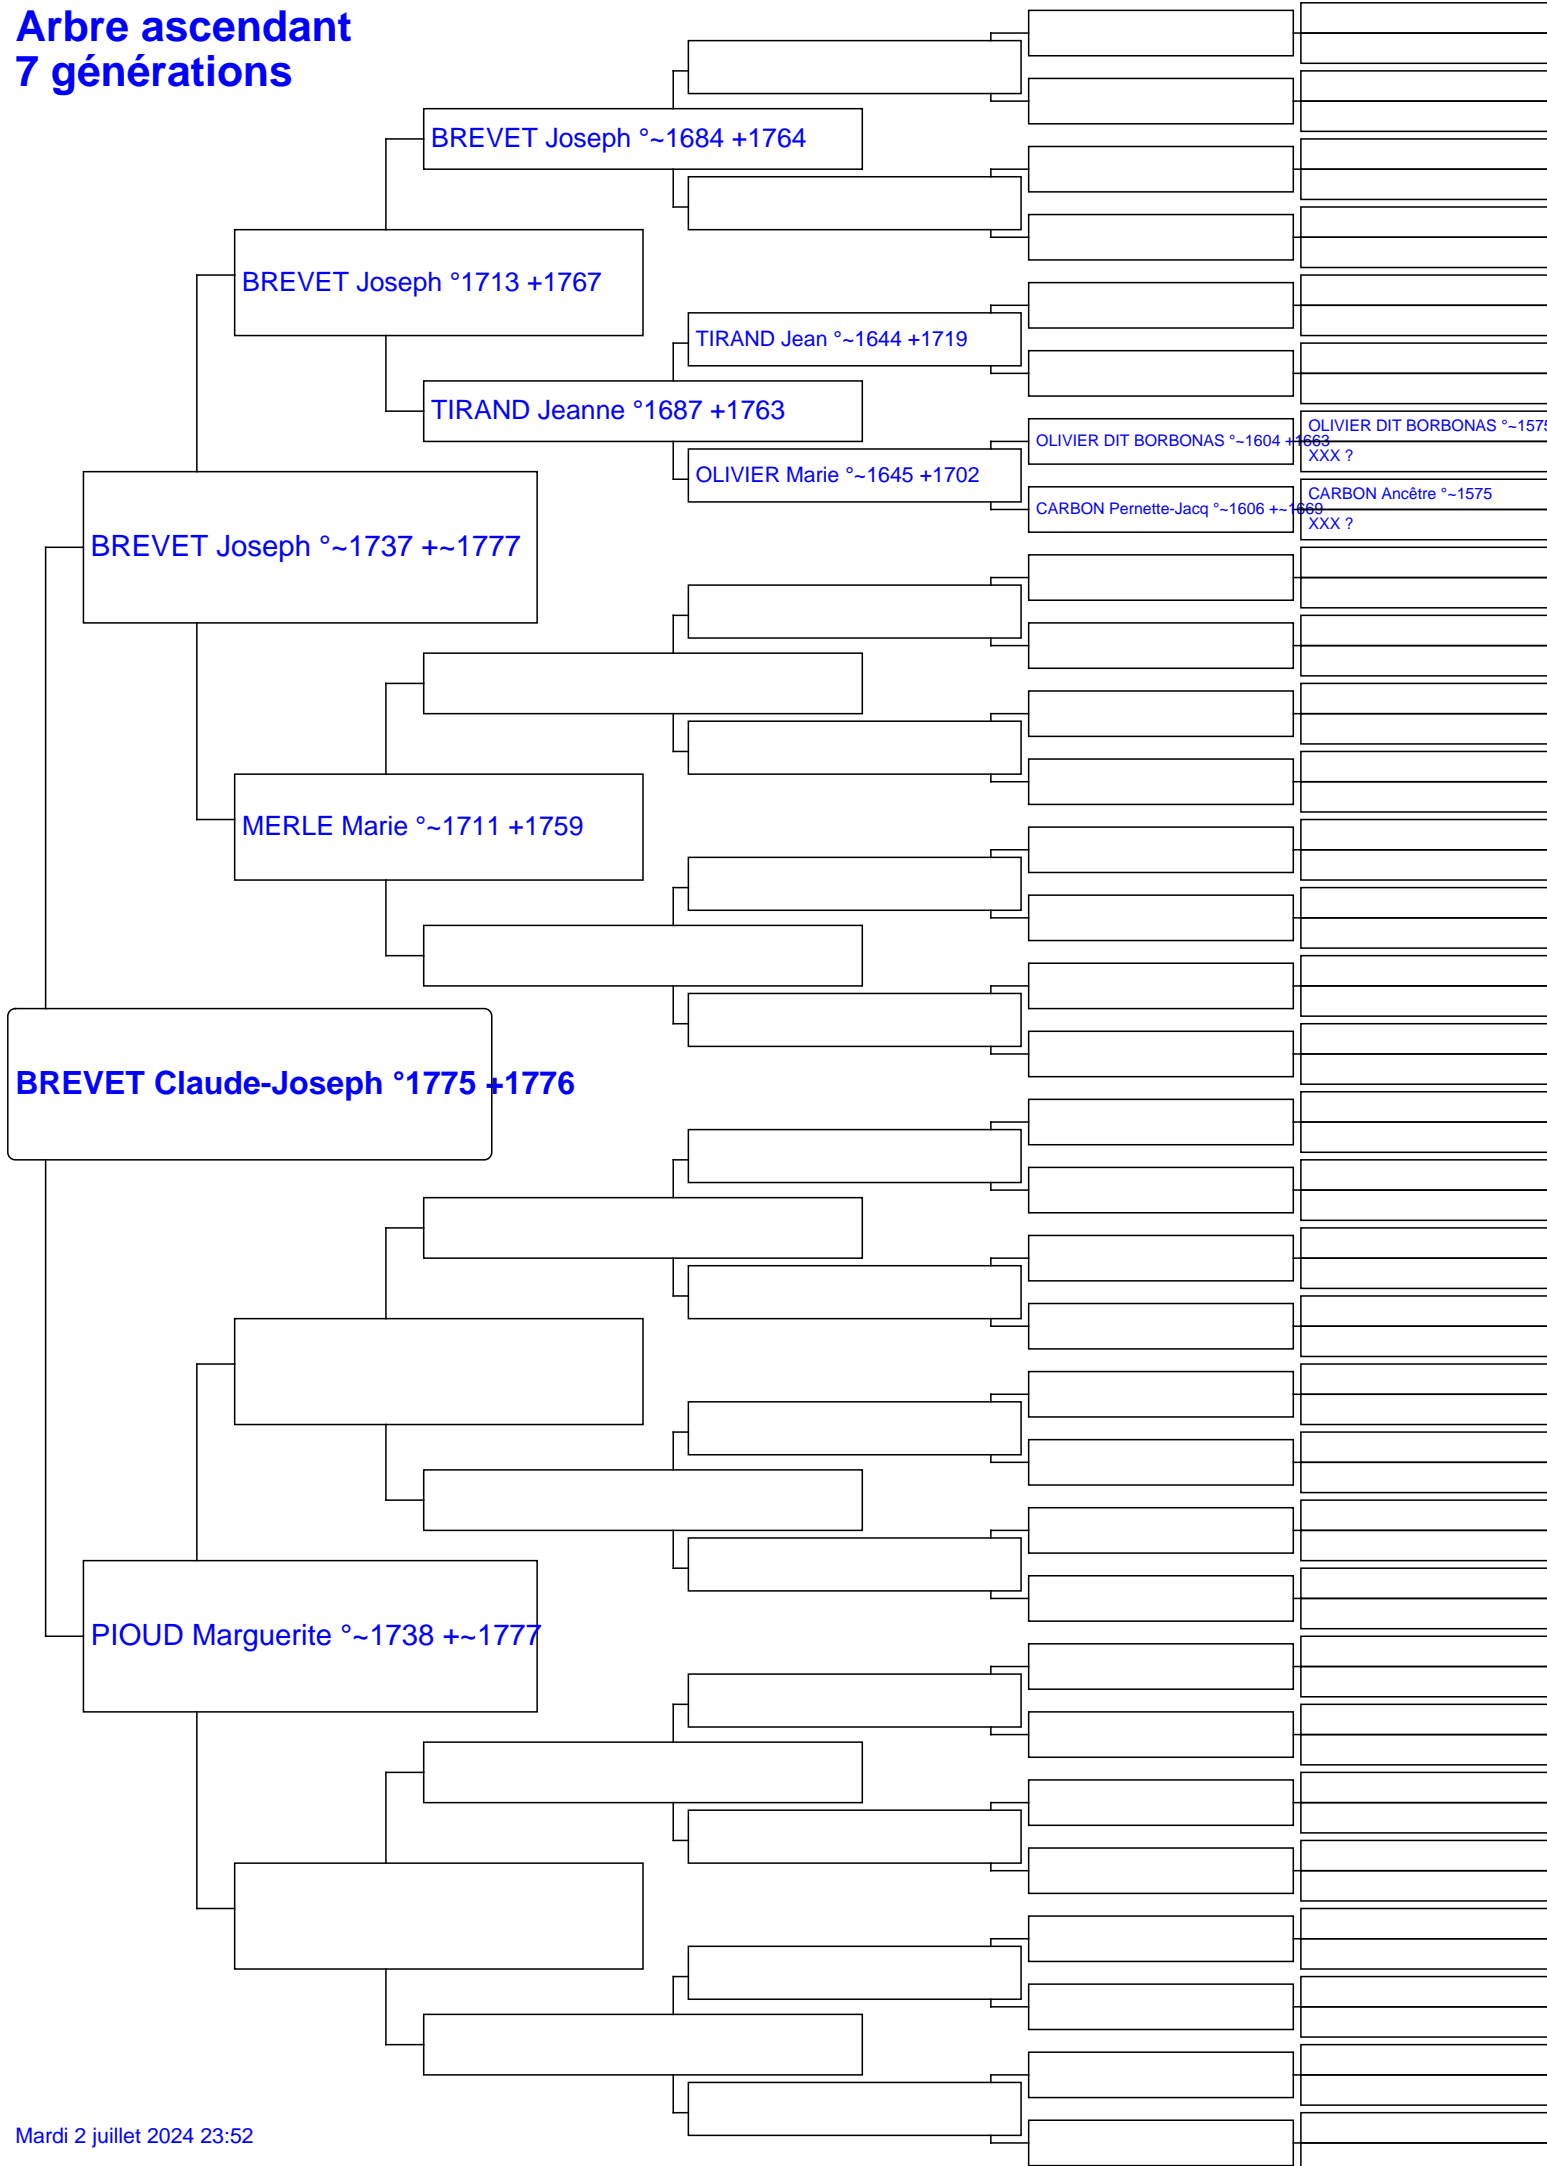 Arbre ascendant
7 générations
BREVET Joseph °~1684 +1764
BREVET Joseph °1713 +1767
TIRAND Jean °~1644 +1719
TIRAND Jeanne °1687 +1763
OLIVIER DIT BORBONAS °~1575
OLIVIER DIT BORBONAS °~1604 +1663
XXX ?
OLIVIER Marie °~1645 +1702
CARBON Ancêtre °~1575
CARBON Pernette-Jacq °~1606 +~1669
XXX ?
BREVET Joseph °~1737 +~1777
MERLE Marie °~1711 +1759
BREVET Claude-Joseph °1775 +1776
PIOUD Marguerite °~1738 +~1777
Mardi 2 juillet 2024 23:52